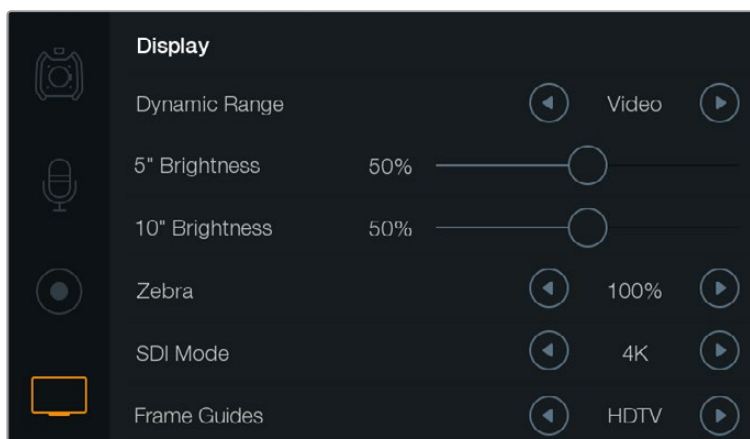 Display
Dynamic Range Video
5" Brightness 50%
10" Brightness 50%
Zebra 100%
SDI Mode 4K
Frame Guides HDTV